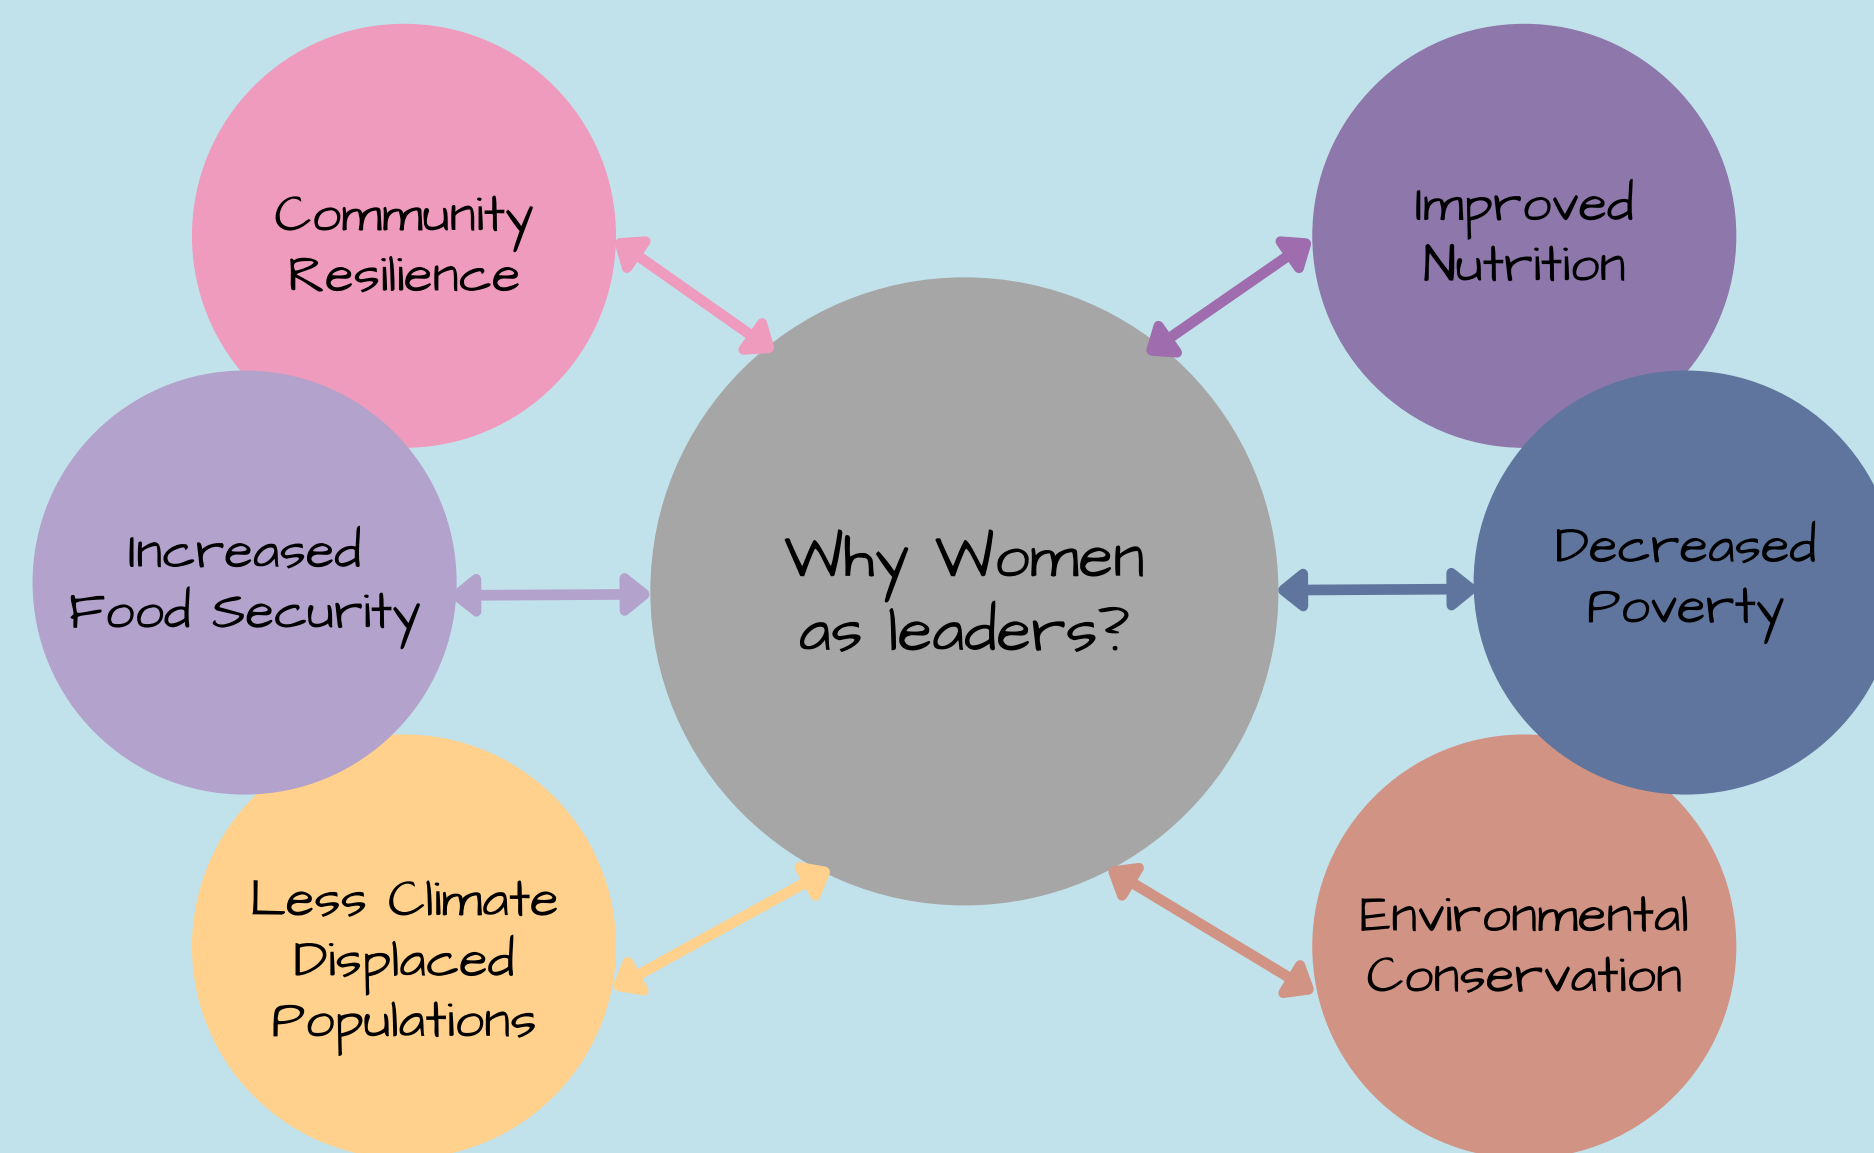 Community
Resilience
Improved
Nutrition
Increased
Food Security
Why Women
as leaders?
Decreased
Poverty
Less Climate
Displaced
Populations
Environmental
Conservation